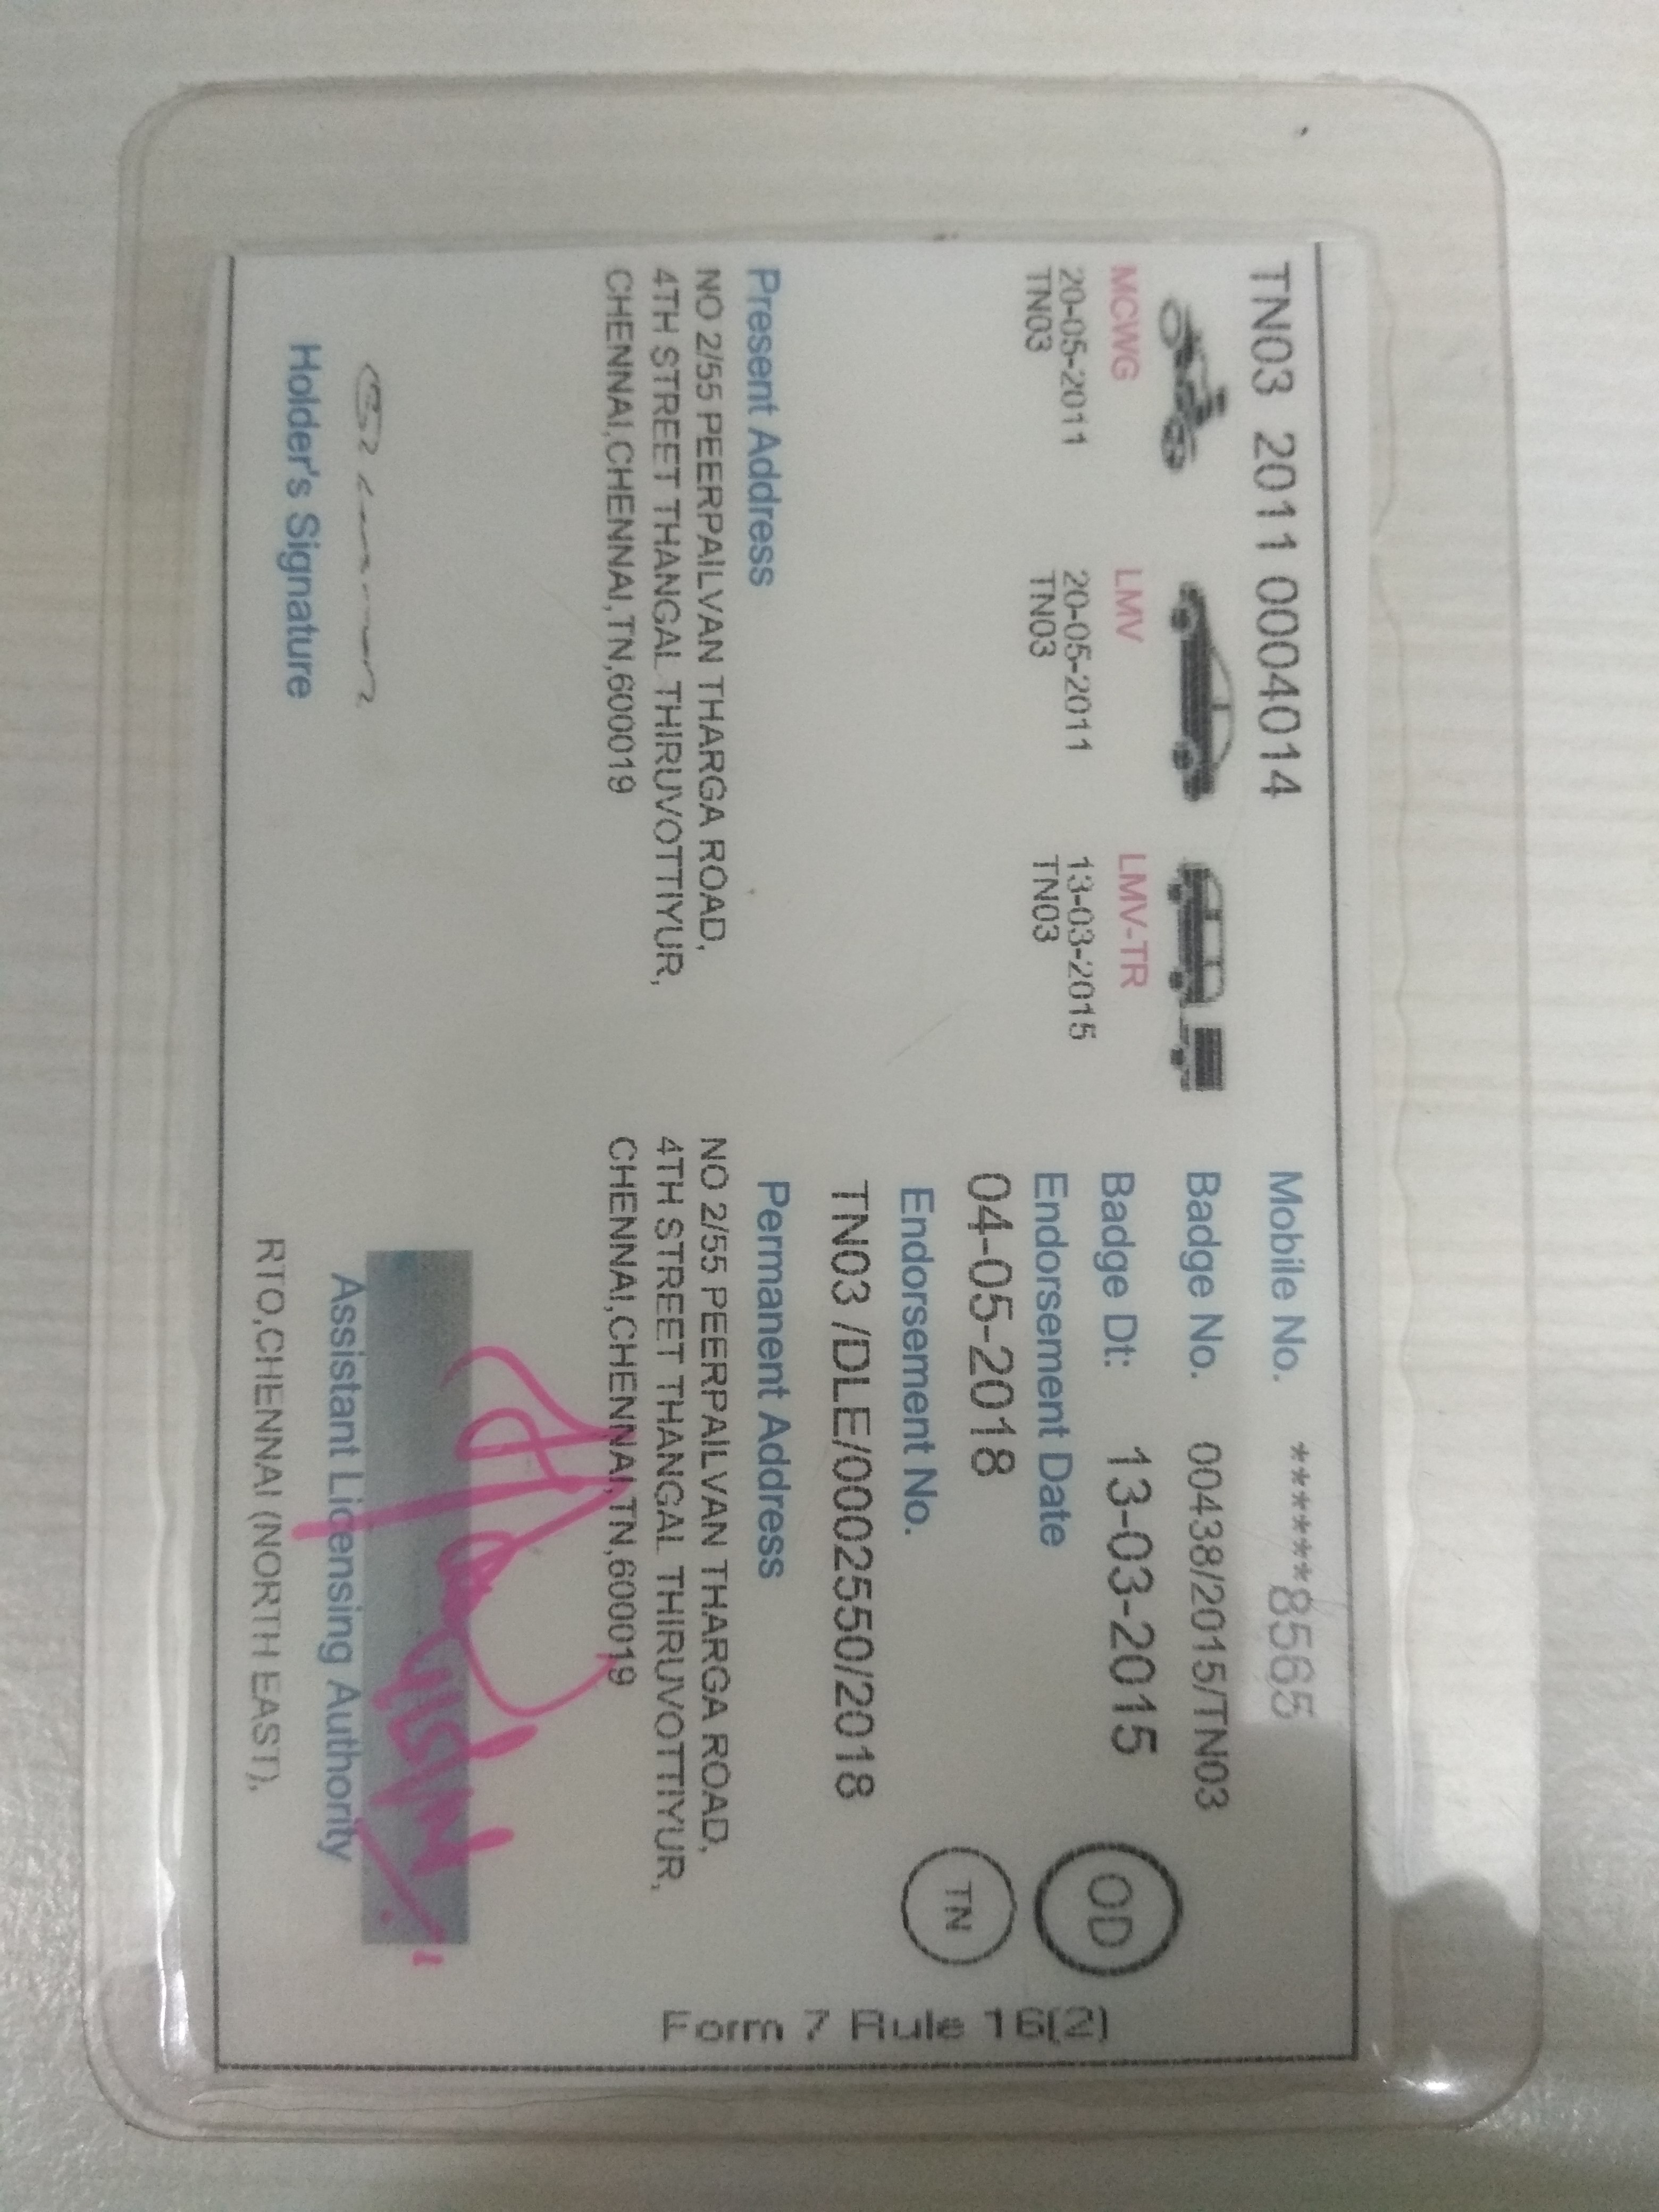 TN03 2011 0004014
MCWG
20-05-2011
TN03
LMV
20-05-2011
TN03
LMV-TR
13-03-2015
TN03
Mobile No. ******8565
Badge No. 00438/2015/TN03
Badge Dt: 13-03-2015
Endorsement Date
04-05-2018
Endorsement No.
TN03 /DLE/0002550/2018
OD
TN
Form 7 Rule 16(2)
Present Address
NO 2/55 PEERPAILVAN THARGA ROAD,
4TH STREET THANGAL THIRUVOTTIYUR,
CHENNAI,CHENNAI,TN,600019
Permanent Address
NO 2/55 PEERPAILVAN THARGA ROAD,
4TH STREET THANGAL THIRUVOTTIYUR,
CHENNAI,CHENNAI,TN,600019
Holder's Signature
Assistant Licensing Authority
RTO,CHENNAI (NORTH EAST),